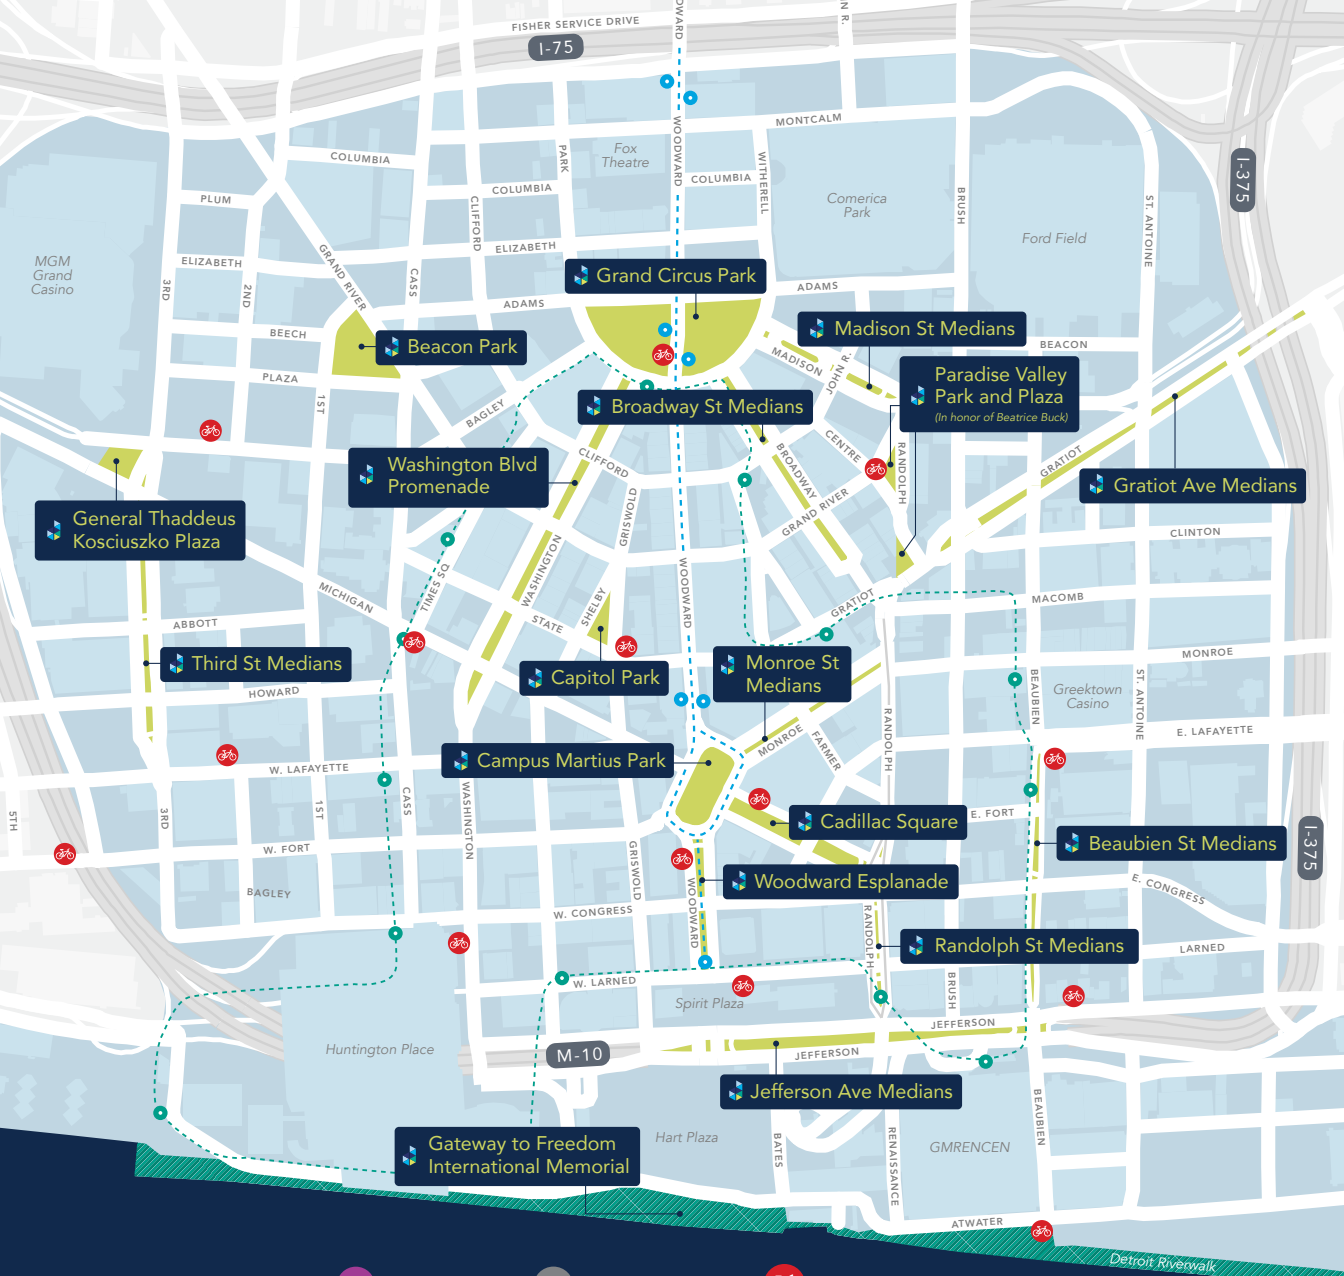 FISHER SERVICE DRIVE
I-75
WOODWARD
MONTCALM
COLUMBIA
PARK
Fox
Theatre
WITHERELL
COLUMBIA
COLUMBIA
PLUM
CLIFFORD
Comerica
Park
BRUSH
ST. ANTOINE
I-375
Ford Field
ELIZABETH
ELIZABETH
GRAND RIVER
CASS
MGM
Grand
Casino
3RD
2ND
Grand Circus Park
ADAMS
ADAMS
BEECH
Beacon Park
Madison St Medians
BEACON
MADISON
JOHN R.
Paradise Valley
Park and Plaza
(In honor of Beatrice Buck)
PLAZA
1ST
BAGLEY
Broadway St Medians
CENTRE
RANDOLPH
BROADWAY
GRATIOT
Gratiot Ave Medians
Washington Blvd
Promenade
CLIFFORD
GRISWOLD
GRAND RIVER
General Thaddeus
Kosciuszko Plaza
CLINTON
WASHINGTON
TIMES SQ
WOODWARD
MICHIGAN
SHELBY
STATE
GRATIOT
MACOMB
ABBOTT
Third St Medians
Capitol Park
Monroe St
Medians
MONROE
BEAUBIEN
Greektown
Casino
ST. ANTOINE
HOWARD
RANDOLPH
E. LAFAYETTE
MONROE
FARMER
Campus Martius Park
W. LAFAYETTE
CASS
WASHINGTON
1ST
3RD
5TH
Cadillac Square
E. FORT
Beaubien St Medians
I-375
W. FORT
GRISWOLD
WOODWARD
Woodward Esplanade
E. CONGRESS
BAGLEY
W. CONGRESS
RANDOLPH
Randolph St Medians
LARNED
W. LARNED
BRUSH
Spirit Plaza
JEFFERSON
Huntington Place
M-10
JEFFERSON
Jefferson Ave Medians
BEAUBIEN
Gateway to Freedom
International Memorial
Hart Plaza
BATES
RENAISSANCE
GMRENCEN
ATWATER
Detroit Riverwalk